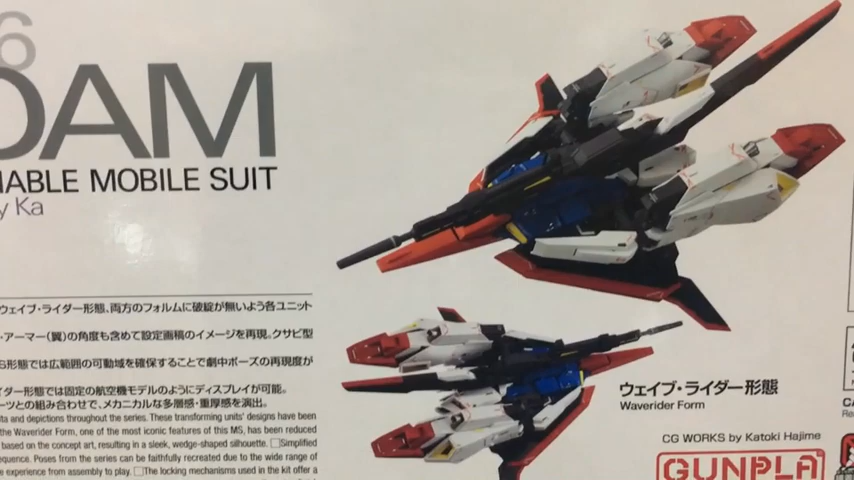 6
DAM
IABLE MOBILE SUIT
y Ka
ウェイブ・ライダー形態、両方のフォルムに破綻が無いよう各ユニット
・アーマー(翼)の角度も含めて設定画稿のイメージを再現。クサビ型
S形態では広範囲の可動域を確保することで劇中ポーズの再現度が
イダー形態では固定の航空機モデルのようにディスプレイが可能。
ーツとの組み合わせで、メカニカルな多層感・重厚感を演出。
ta and depictions throughout the series. These transforming units' designs have been
the Waverider Form, one of the most iconic features of this MS, has been reduced
based on the concept art, resulting in a sleek, wedge-shaped silhouette. □Simplified
equence. Poses from the series can be faithfully recreated due to the wide range of
e experience from assembly to play. □The locking mechanisms used in the kit offer a
ウェイブ・ライダー形態
Waverider Form
CG WORKS by Katoki Hajime
GUNPLA
CA
Re